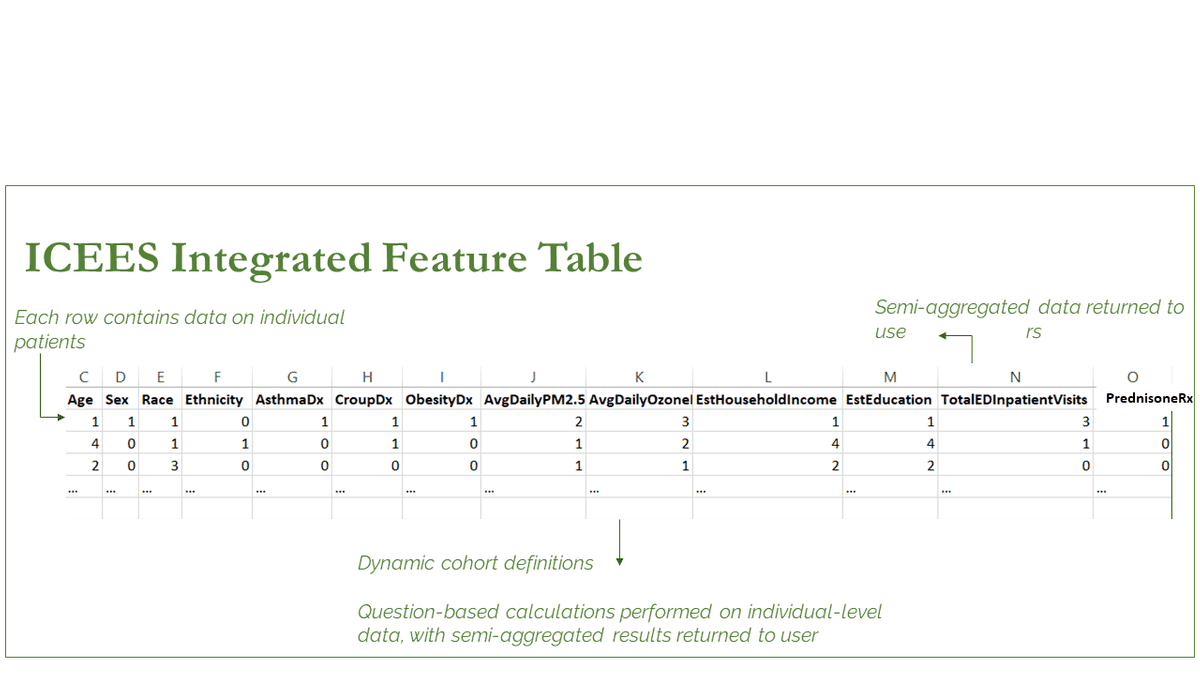 ICEES Integrated Feature Table
Each row contains data on individual
patients
Semi-aggregated data returned to
use rs
C D E F G H I J K L M N O
Age Sex Race Ethnicity AsthmaDx CroupDx ObesityDx AvgDailyPM2.5 AvgDailyOzone EstHouseholdIncome EstEducation TotalEDInpatientVisits PrednisoneRx
1 1 1 0 1 1 1 2 3 1 1 3 1
4 0 1 1 0 1 0 1 2 4 4 1 0
2 0 3 0 0 0 0 1 1 2 2 0 0
... ... ... ... ... ... ... ... ... ... ... ... ...
Dynamic cohort definitions
Question-based calculations performed on individual-level
data, with semi-aggregated results returned to user